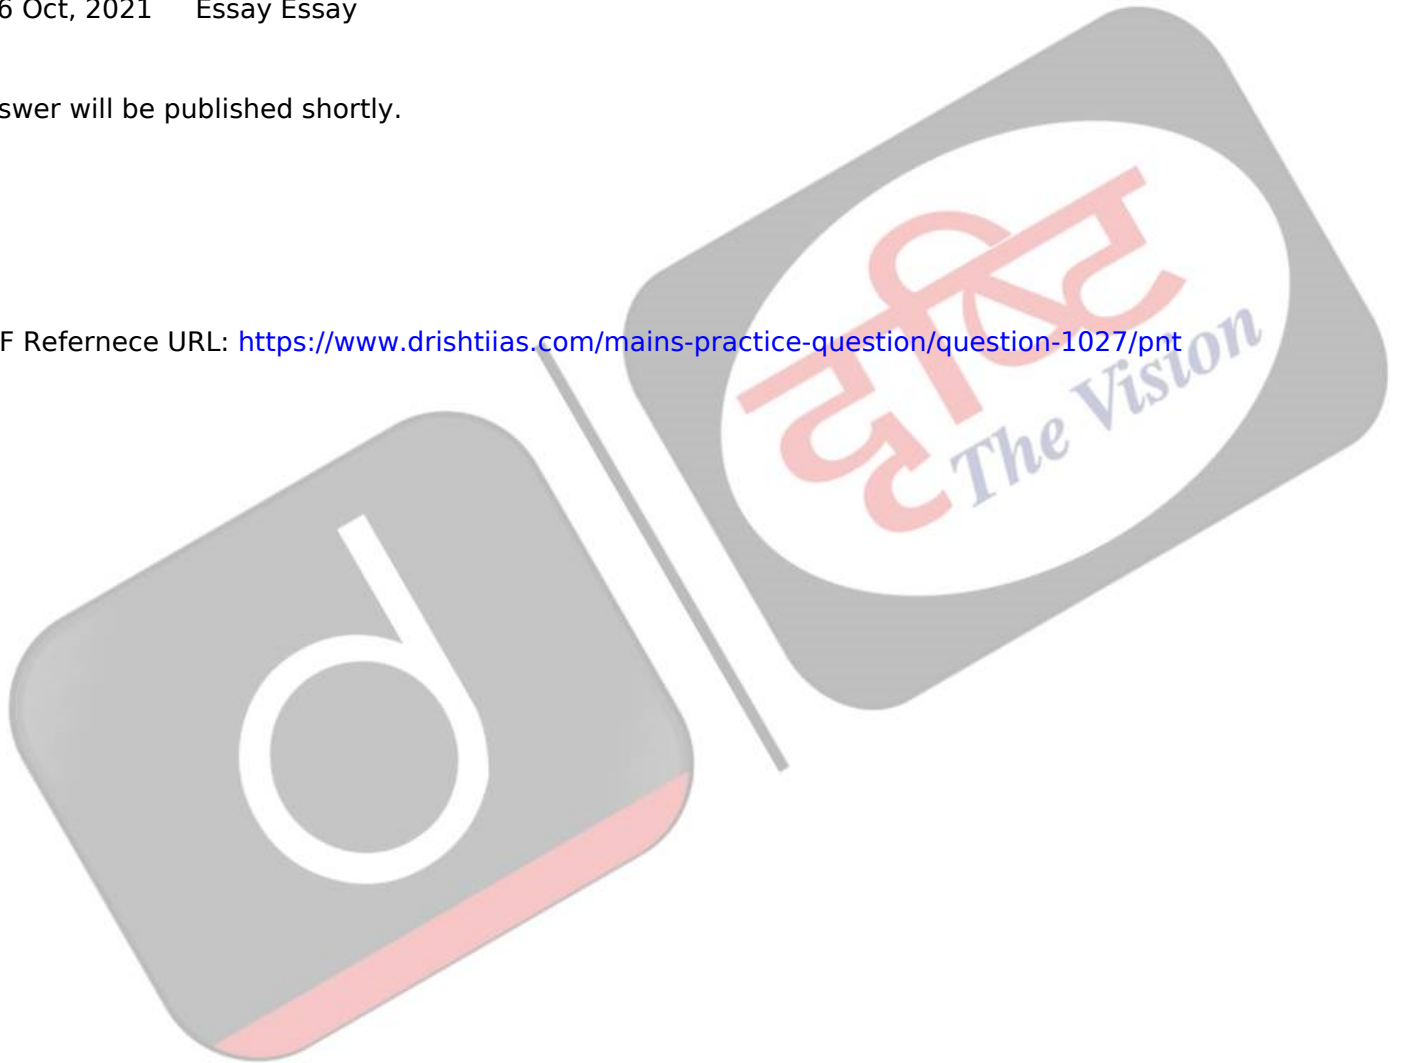 6 Oct, 2021 Essay Essay
swer will be published shortly.
F Refernece URL: https://www.drishtiias.com/mains-practice-question/question-1027/pnt
दृष्टि
The Vision
d